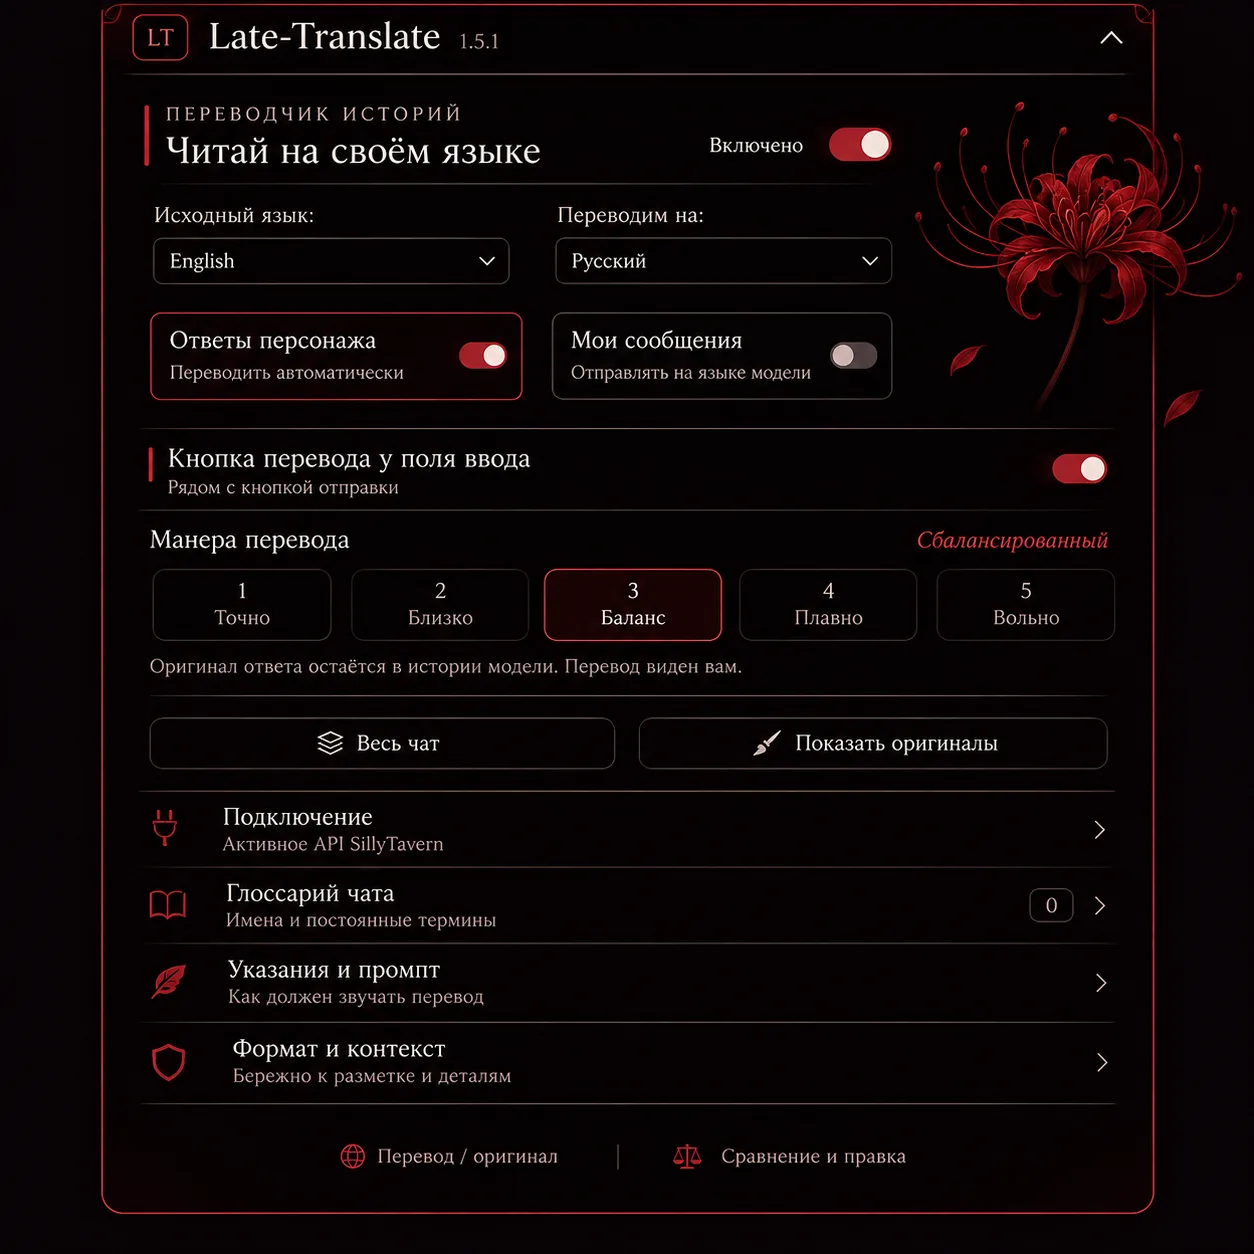 LT Late-Translate 1.5.1
ПЕРЕВОДЧИК ИСТОРИЙ
Читай на своём языке
Включено
Исходный язык:
Переводим на:
English
Русский
Ответы персонажа
Переводить автоматически
Мои сообщения
Отправлять на языке модели
Кнопка перевода у поля ввода
Рядом с кнопкой отправки
Манера перевода
Сбалансированный
1
Точно
2
Близко
3
Баланс
4
Плавно
5
Вольно
Оригинал ответа остаётся в истории модели. Перевод виден вам.
Весь чат
Показать оригиналы
Подключение
Активное API SillyTavern
Глоссарий чата
Имена и постоянные термины
0
Указания и промпт
Как должен звучать перевод
Формат и контекст
Бережно к разметке и деталям
Перевод / оригинал
Сравнение и правка